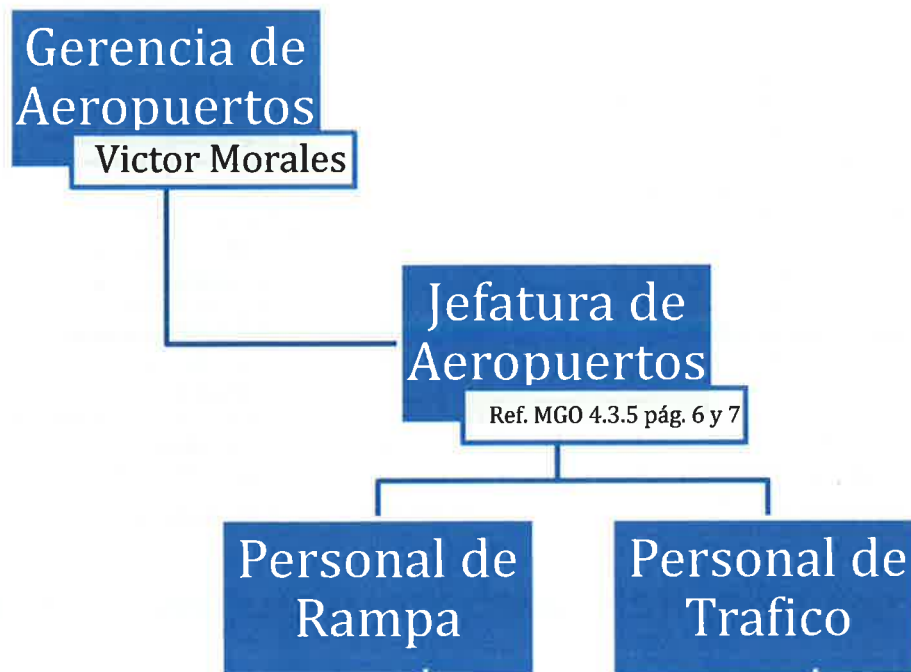 Gerencia de
Aeropuertos
Victor Morales
Jefatura de
Aeropuertos
Ref. MGO 4.3.5 pág. 6 y 7
Personal de
Rampa
Personal de
Trafico